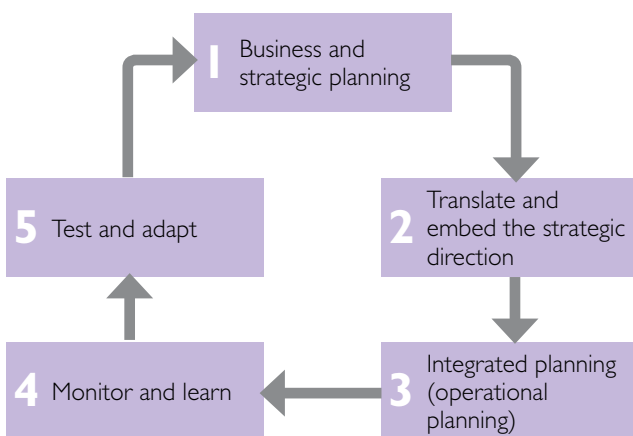 1 Business and
strategic planning
2 Translate and
embed the strategic
direction
3 Integrated planning
(operational
planning)
4 Monitor and learn
5 Test and adapt